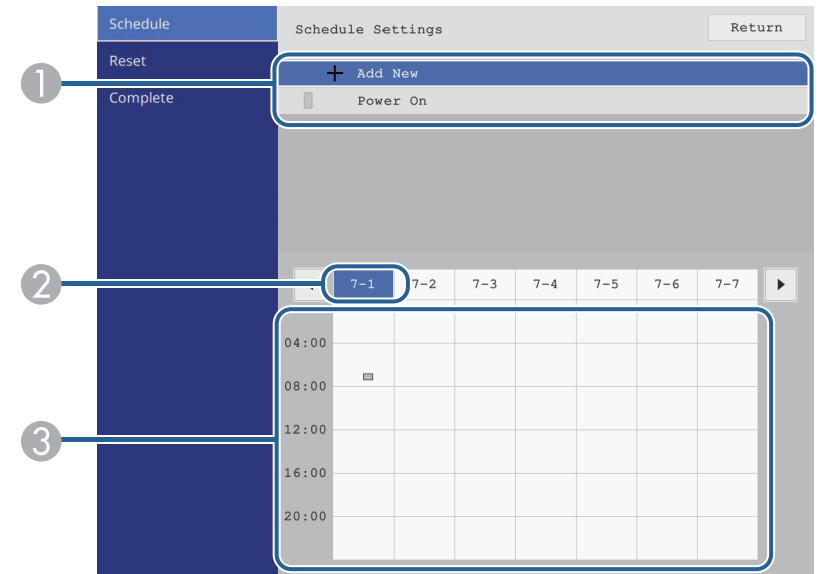 Schedule
Reset
Complete
Schedule Settings
Return
+ Add New
Power On
7-1 7-2 7-3 7-4 7-5 7-6 7-7
04:00
08:00
12:00
16:00
20:00
1
2
3